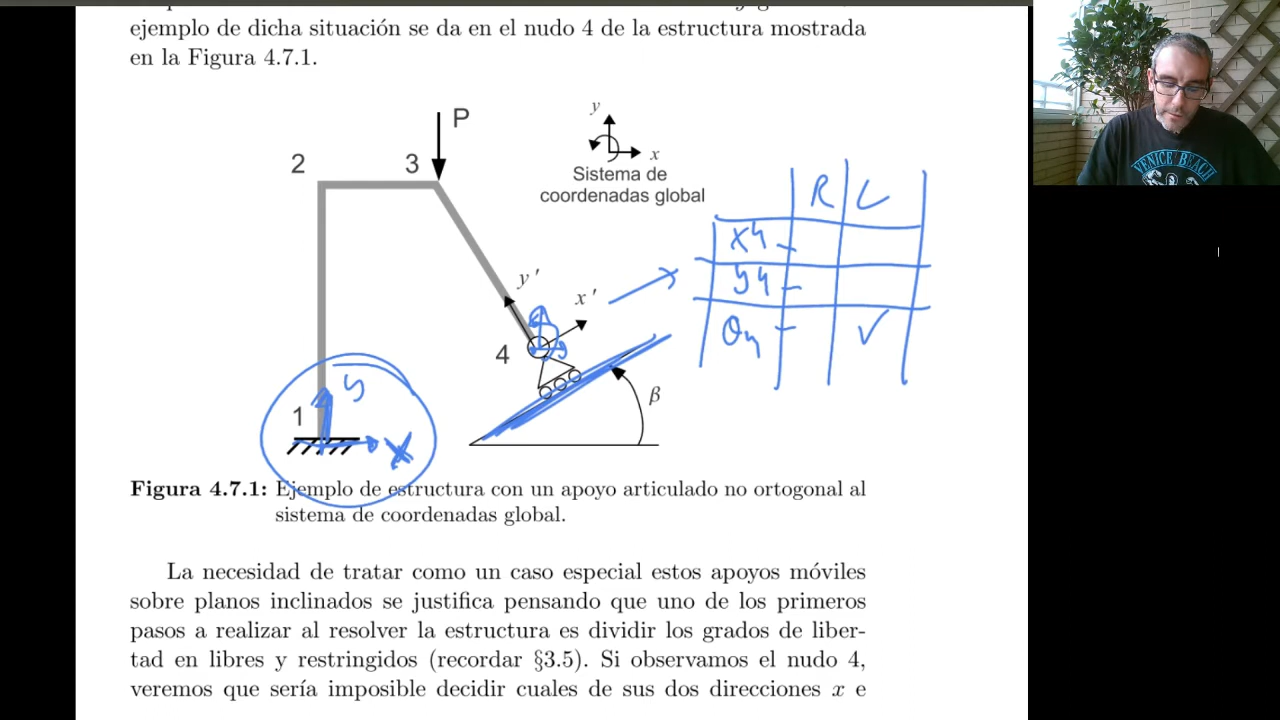 ejemplo de dicha situación se da en el nudo 4 de la estructura mostrada
en la Figura 4.7.1.
P
2
3
y
x
Sistema de
coordenadas global
R L
x4
y4
θ4 ✓
y'
x'
4
β
1
y
x
Figura 4.7.1: Ejemplo de estructura con un apoyo articulado no ortogonal al
sistema de coordenadas global.
La necesidad de tratar como un caso especial estos apoyos móviles
sobre planos inclinados se justifica pensando que uno de los primeros
pasos a realizar al resolver la estructura es dividir los grados de liber-
tad en libres y restringidos (recordar §3.5). Si observamos el nudo 4,
veremos que sería imposible decidir cuales de sus dos direcciones x e
VENICE BEACH